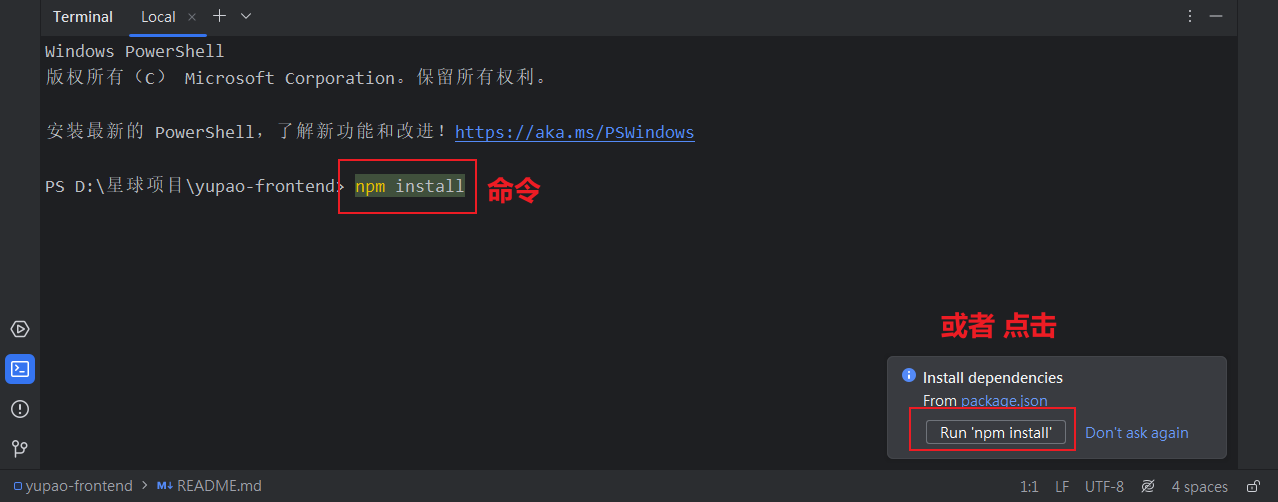 Terminal Local
Windows PowerShell
版权所有（C） Microsoft Corporation。保留所有权利。
安装最新的 PowerShell，了解新功能和改进！https://aka.ms/PSWindows
PS D:\星球项目\yupao-frontend> npm install 命令
或者 点击
Install dependencies
From package.json
Run 'npm install' Don't ask again
yupao-frontend > M↓ README.md 1:1 LF UTF-8 4 spaces